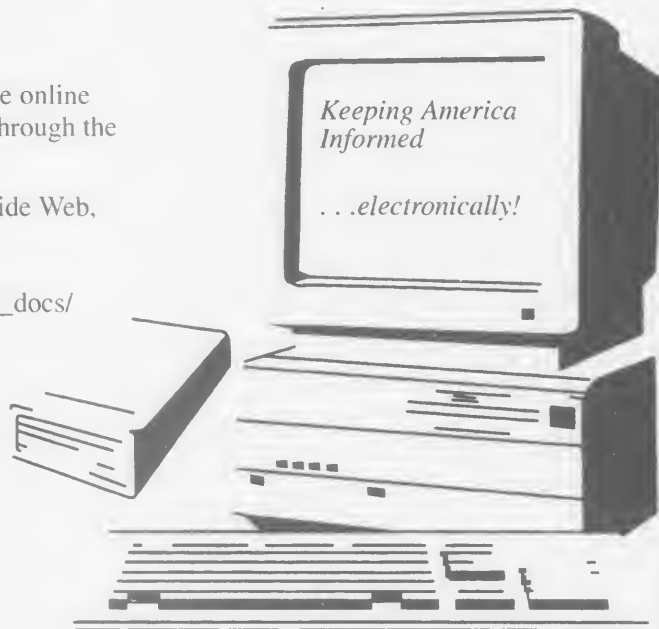 e online
hrough the
ide Web,
_docs/
Keeping America
Informed
. . .electronically!